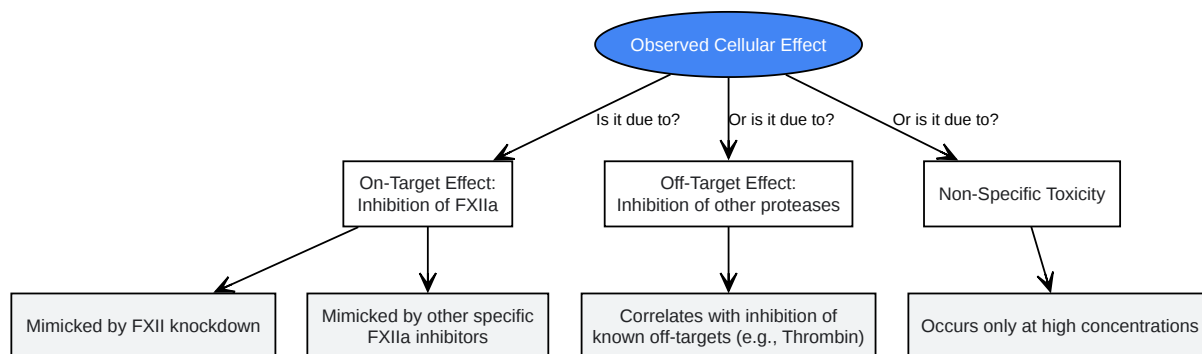 Observed Cellular Effect
Is it due to?
Or is it due to?
Or is it due to?
On-Target Effect:
Inhibition of FXIIa
Off-Target Effect:
Inhibition of other proteases
Non-Specific Toxicity
Mimicked by FXII knockdown
Mimicked by other specific
FXIIa inhibitors
Correlates with inhibition of
known off-targets (e.g., Thrombin)
Occurs only at high concentrations